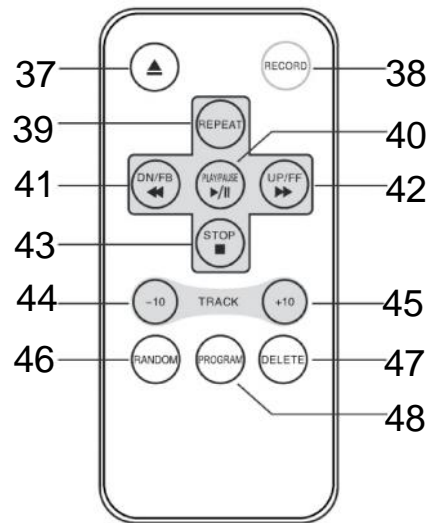 37 RECORD 38
39 REPEAT 40
41 DN/FB PLAY/PAUSE UP/FF 42
43 STOP
44 -10 TRACK +10 45
46 RANDOM PROGRAM DELETE 47
48